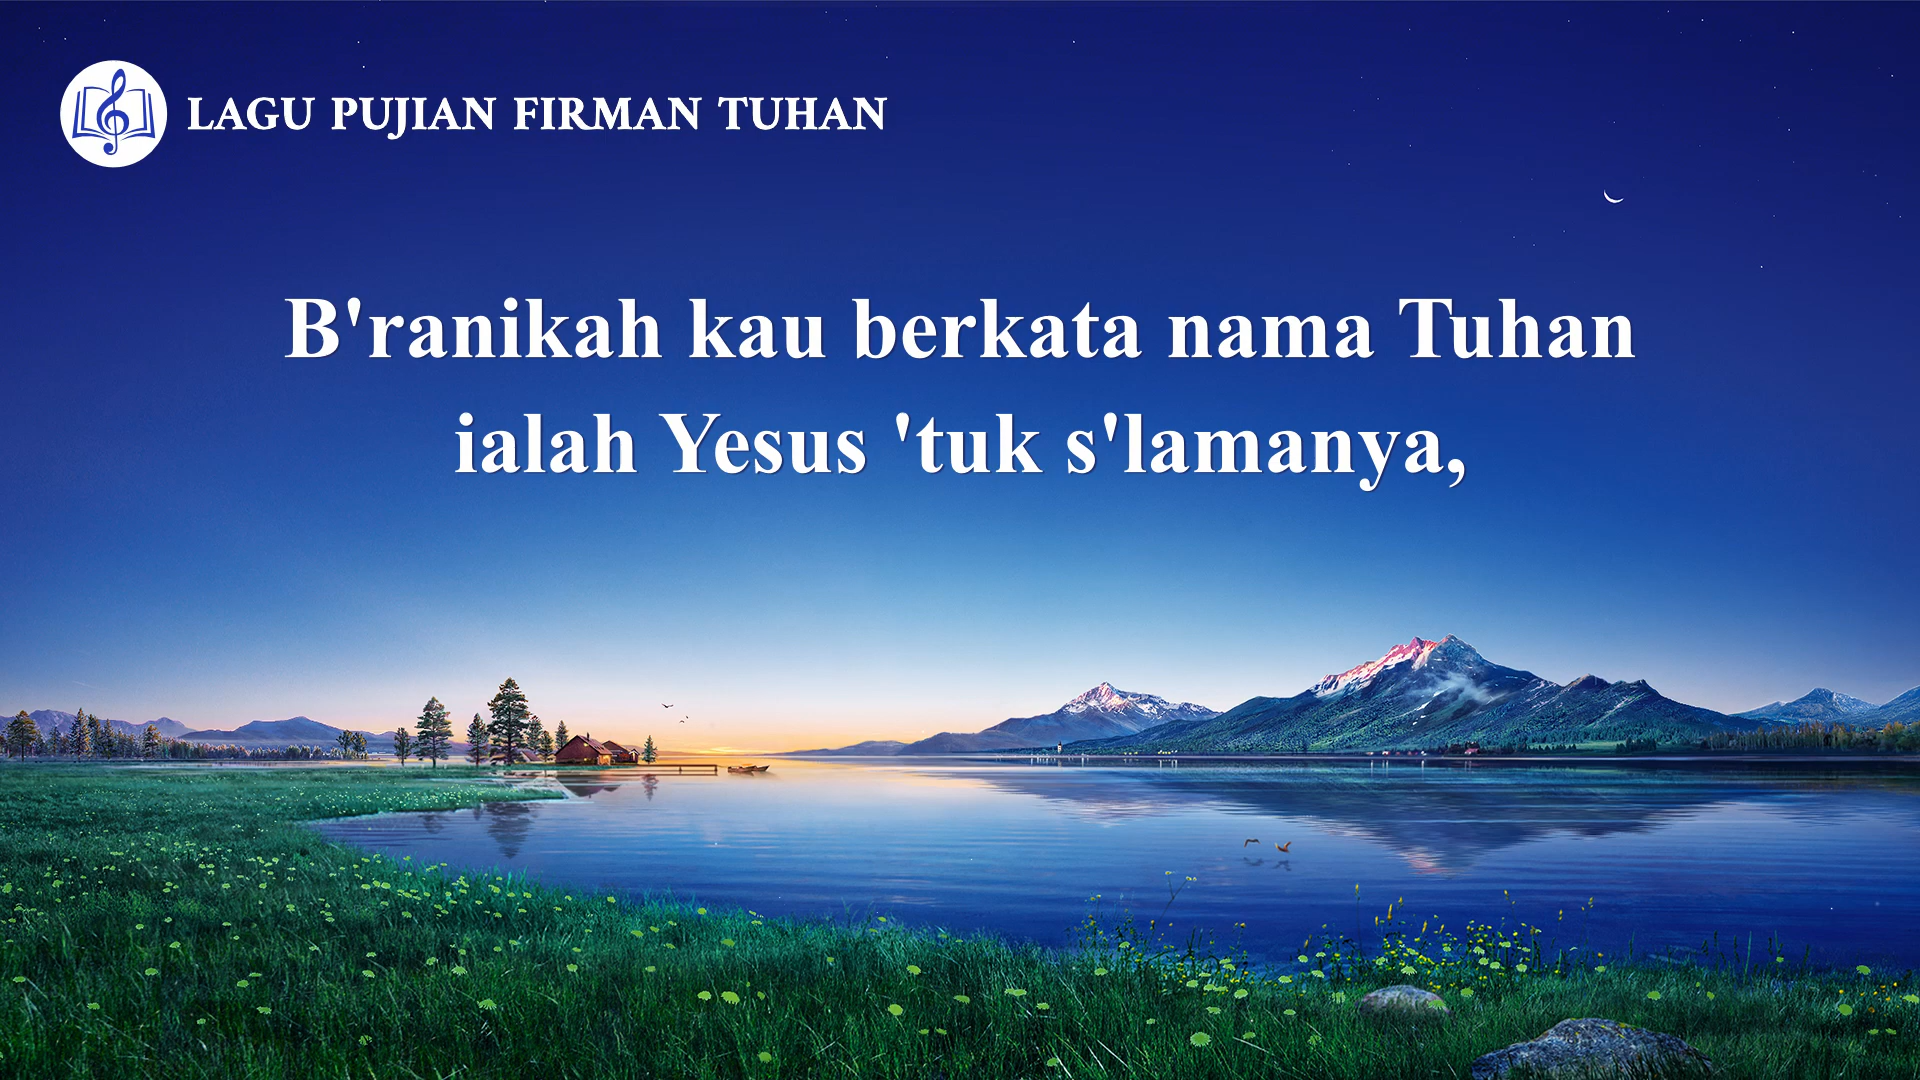 LAGU PUJIAN FIRMAN TUHAN
B'ranikah kau berkata nama Tuhan
ialah Yesus 'tuk s'lamanya,